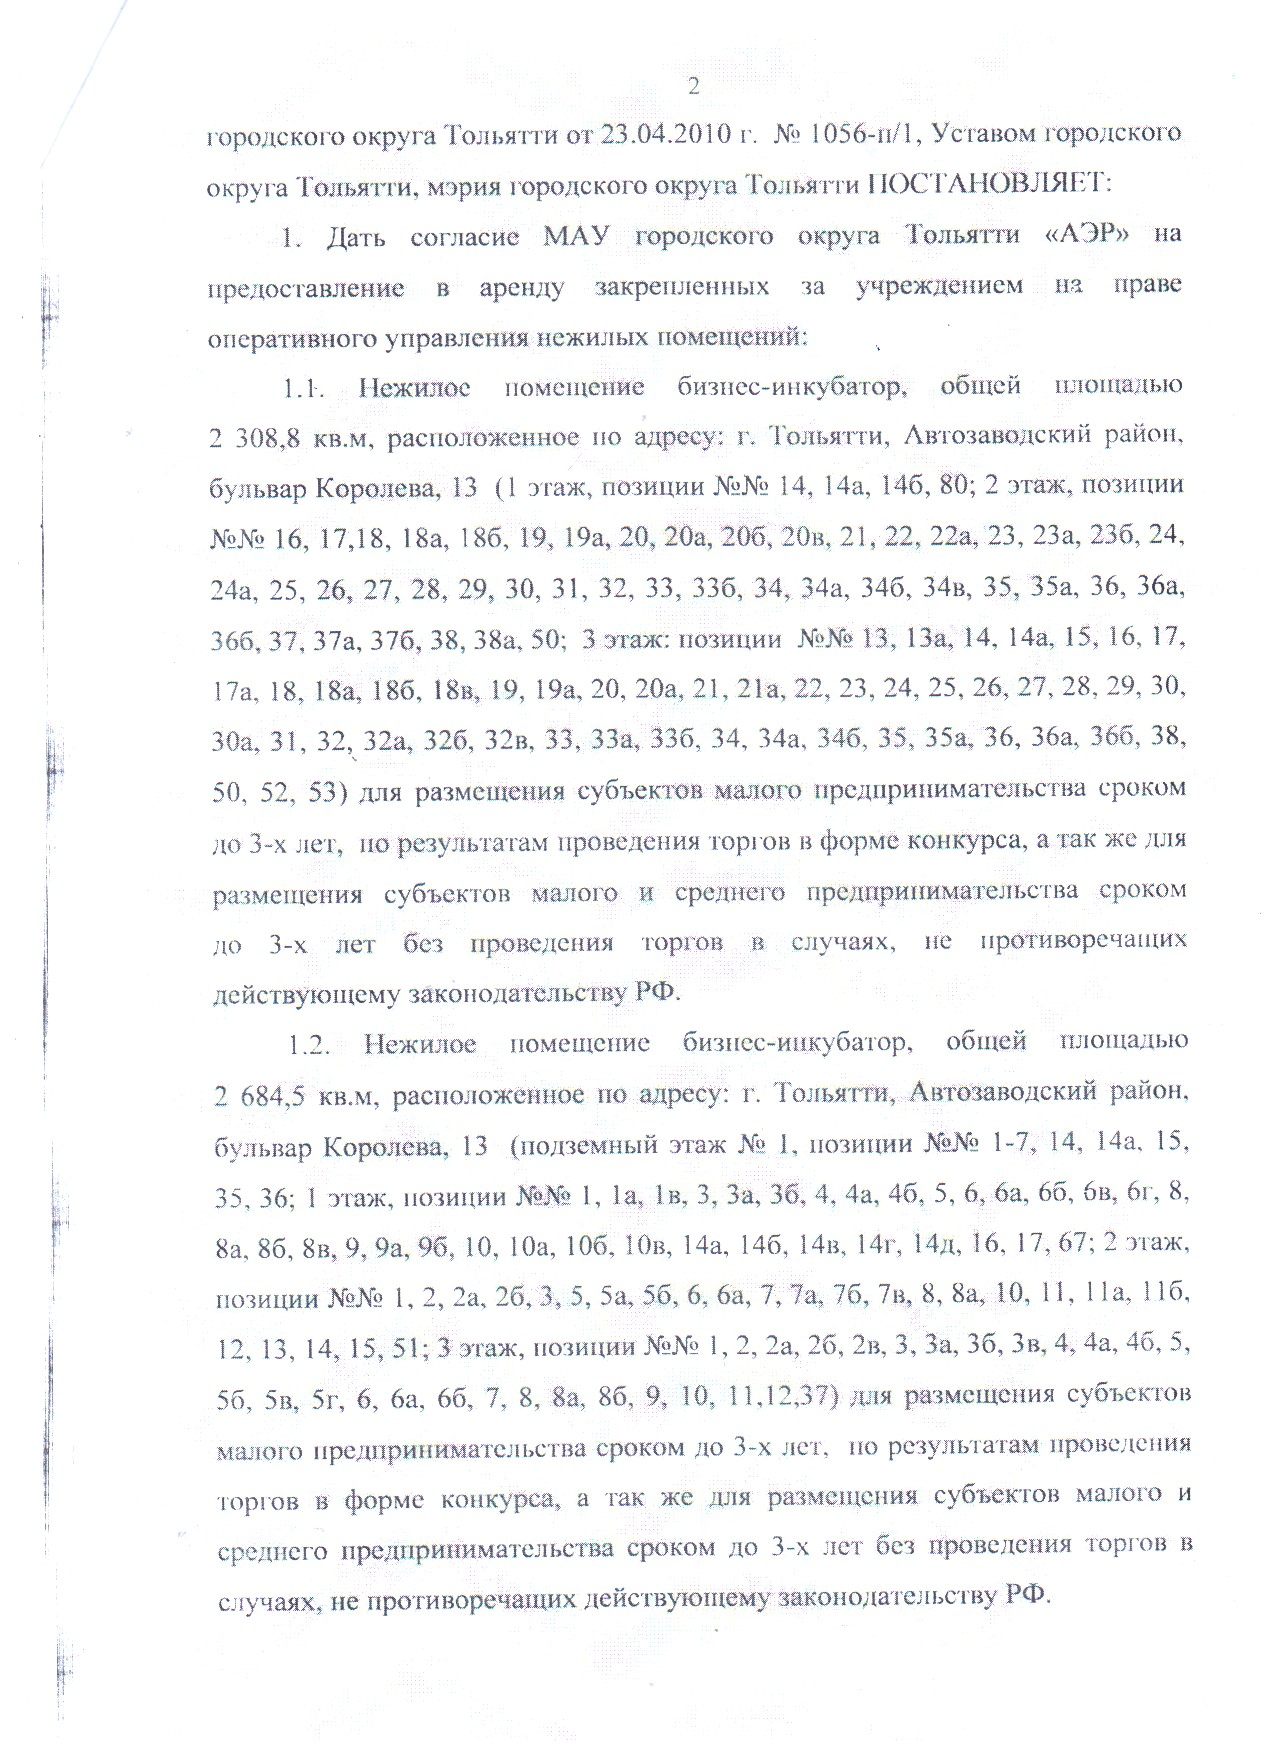 2
городского округа Тольятти от 23.04.2010 г. № 1056-п/1, Уставом городского
округа Тольятти, мэрия городского округа Тольятти ПОСТАНОВЛЯЕТ:
1. Дать согласие МАУ городского округа Тольятти «АЭР» на
предоставление в аренду закрепленных за учреждением на праве
оперативного управления нежилых помещений:
1.1. Нежилое помещение бизнес-инкубатор, общей площадью
2 308,8 кв.м, расположенное по адресу: г. Тольятти, Автозаводский район,
бульвар Королева, 13 (1 этаж, позиции №№ 14, 14а, 14б, 80; 2 этаж, позиции
№№ 16, 17,18, 18а, 18б, 19, 19а, 20, 20а, 20б, 20в, 21, 22, 22а, 23, 23а, 23б, 24,
24а, 25, 26, 27, 28, 29, 30, 31, 32, 33, 33б, 34, 34а, 34б, 34в, 35, 35а, 36, 36а,
36б, 37, 37а, 37б, 38, 38а, 50; 3 этаж: позиции №№ 13, 13а, 14, 14а, 15, 16, 17,
17а, 18, 18а, 18б, 18в, 19, 19а, 20, 20а, 21, 21а, 22, 23, 24, 25, 26, 27, 28, 29, 30,
30а, 31, 32, 32а, 32б, 32в, 33, 33а, 33б, 34, 34а, 34б, 35, 35а, 36, 36а, 36б, 38,
50, 52, 53) для размещения субъектов малого предпринимательства сроком
до 3-х лет, по результатам проведения торгов в форме конкурса, а так же для
размещения субъектов малого и среднего предпринимательства сроком
до 3-х лет без проведения торгов в случаях, не противоречащих
действующему законодательству РФ.
1.2. Нежилое помещение бизнес-инкубатор, общей площадью
2 684,5 кв.м, расположенное по адресу: г. Тольятти, Автозаводский район,
бульвар Королева, 13 (подземный этаж № 1, позиции №№ 1-7, 14, 14а, 15,
35, 36; 1 этаж, позиции №№ 1, 1а, 1в, 3, 3а, 3б, 4, 4а, 4б, 5, 6, 6а, 6б, 6в, 6г, 8,
8а, 8б, 8в, 9, 9а, 9б, 10, 10а, 10б, 10в, 14а, 14б, 14в, 14г, 14д, 16, 17, 67; 2 этаж,
позиции №№ 1, 2, 2а, 2б, 3, 5, 5а, 5б, 6, 6а, 7, 7а, 7б, 7в, 8, 8а, 10, 11, 11а, 11б,
12, 13, 14, 15, 51; 3 этаж, позиции №№ 1, 2, 2а, 2б, 2в, 3, 3а, 3б, 3в, 4, 4а, 4б, 5,
5б, 5в, 5г, 6, 6а, 6б, 7, 8, 8а, 8б, 9, 10, 11,12,37) для размещения субъектов
малого предпринимательства сроком до 3-х лет, по результатам проведения
торгов в форме конкурса, а так же для размещения субъектов малого и
среднего предпринимательства сроком до 3-х лет без проведения торгов в
случаях, не противоречащих действующему законодательству РФ.